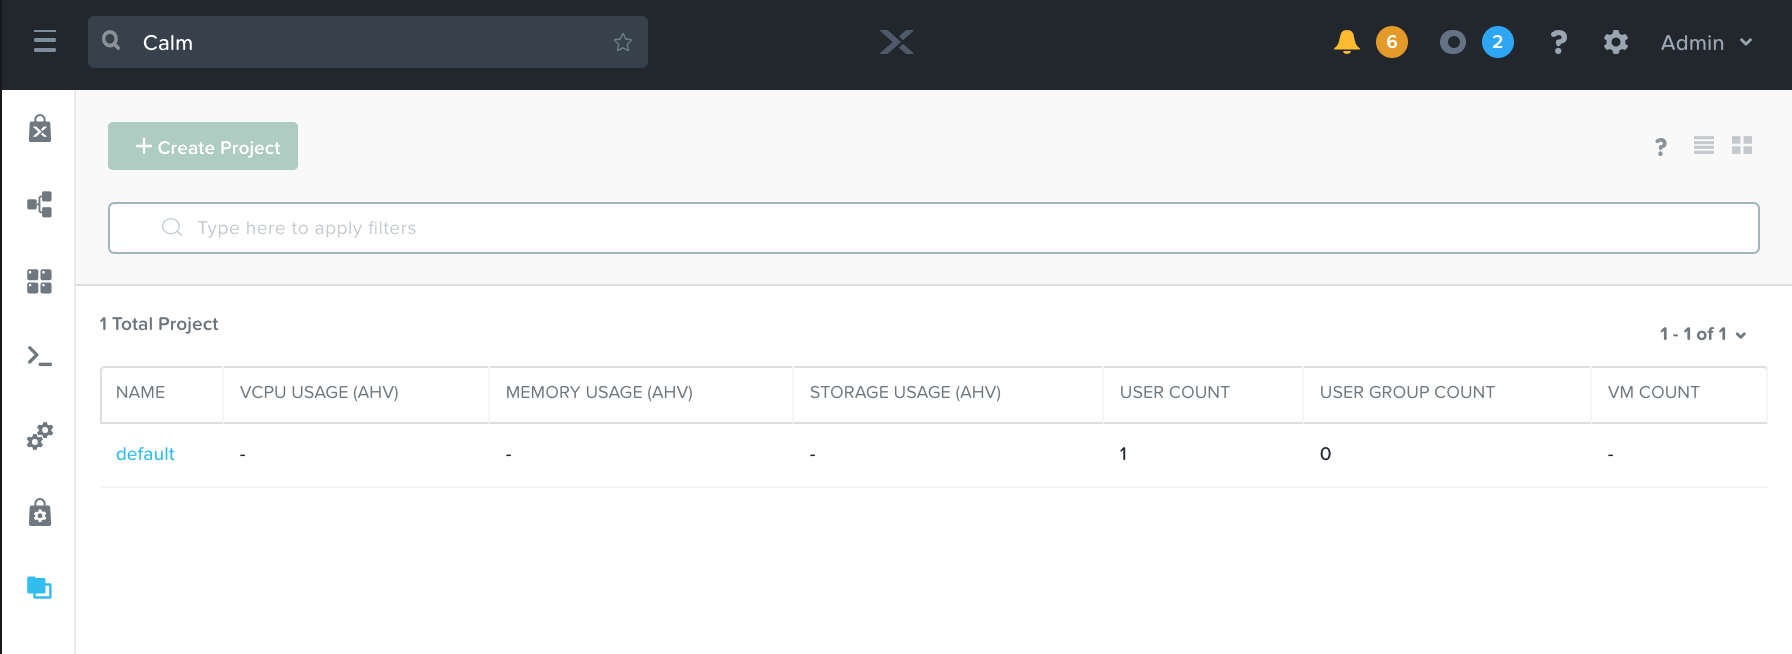 Calm
6
2
?
Admin
+ Create Project
?
Type here to apply filters
1 Total Project
1 - 1 of 1
NAME VCPU USAGE (AHV) MEMORY USAGE (AHV) STORAGE USAGE (AHV) USER COUNT USER GROUP COUNT VM COUNT
default - - - 1 0 -